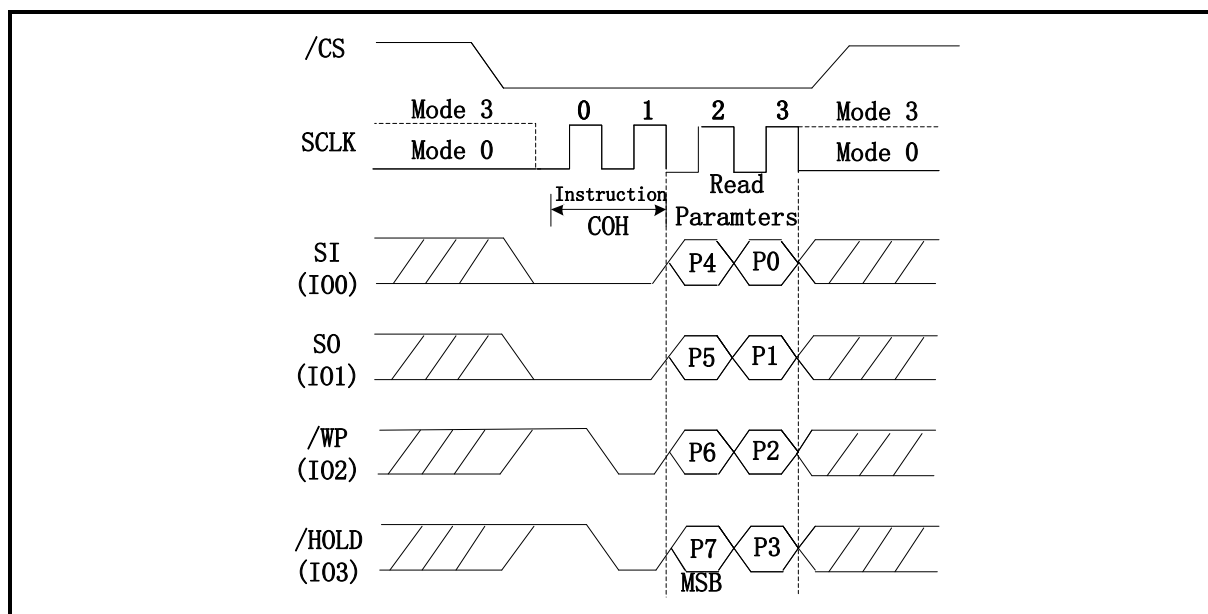 /CS
Mode 3 0 1 2 3 Mode 3
SCLK
Mode 0 Mode 0
Read
Instruction
COH Paramters
SI
(IO0) P4 P0
SO
(IO1) P5 P1
/WP
(IO2) P6 P2
/HOLD
(IO3) P7 P3
MSB